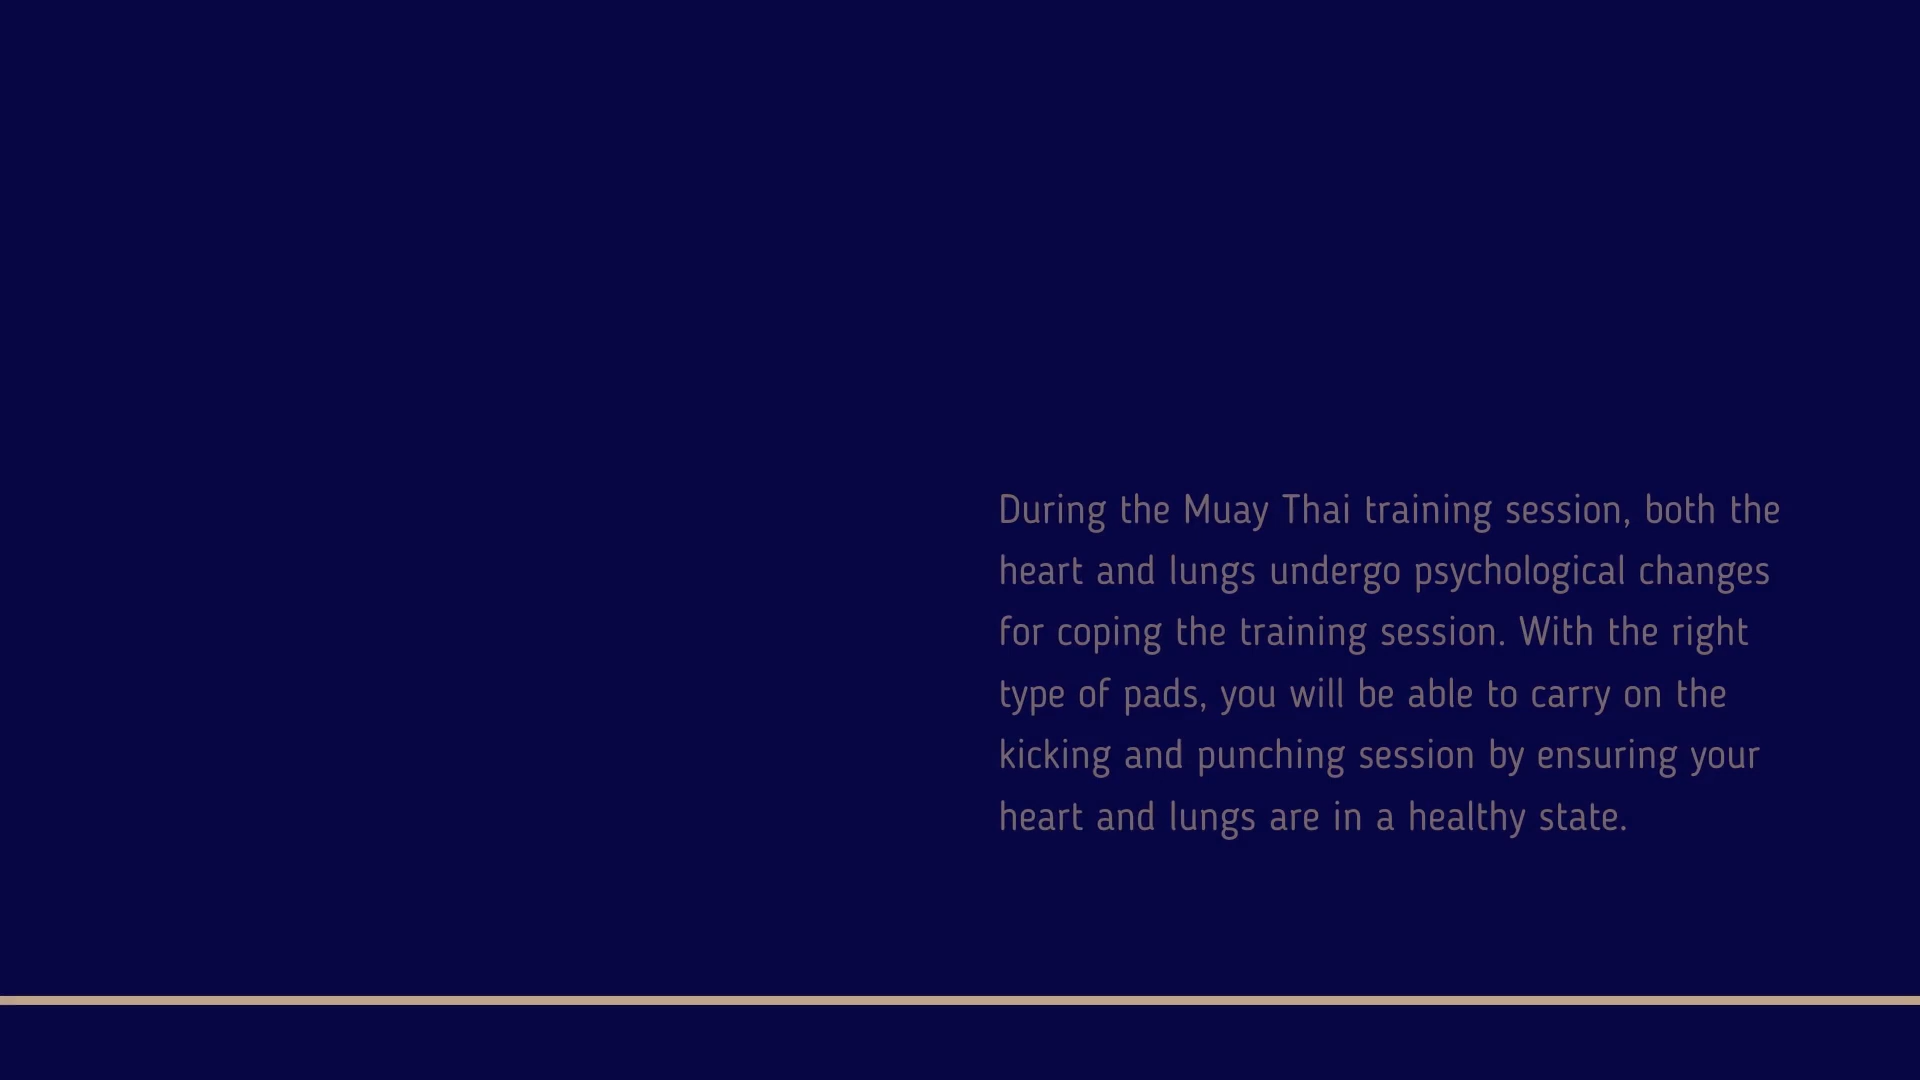 During the Muay Thai training session, both the
heart and lungs undergo psychological changes
for coping the training session. With the right
type of pads, you will be able to carry on the
kicking and punching session by ensuring your
heart and lungs are in a healthy state.